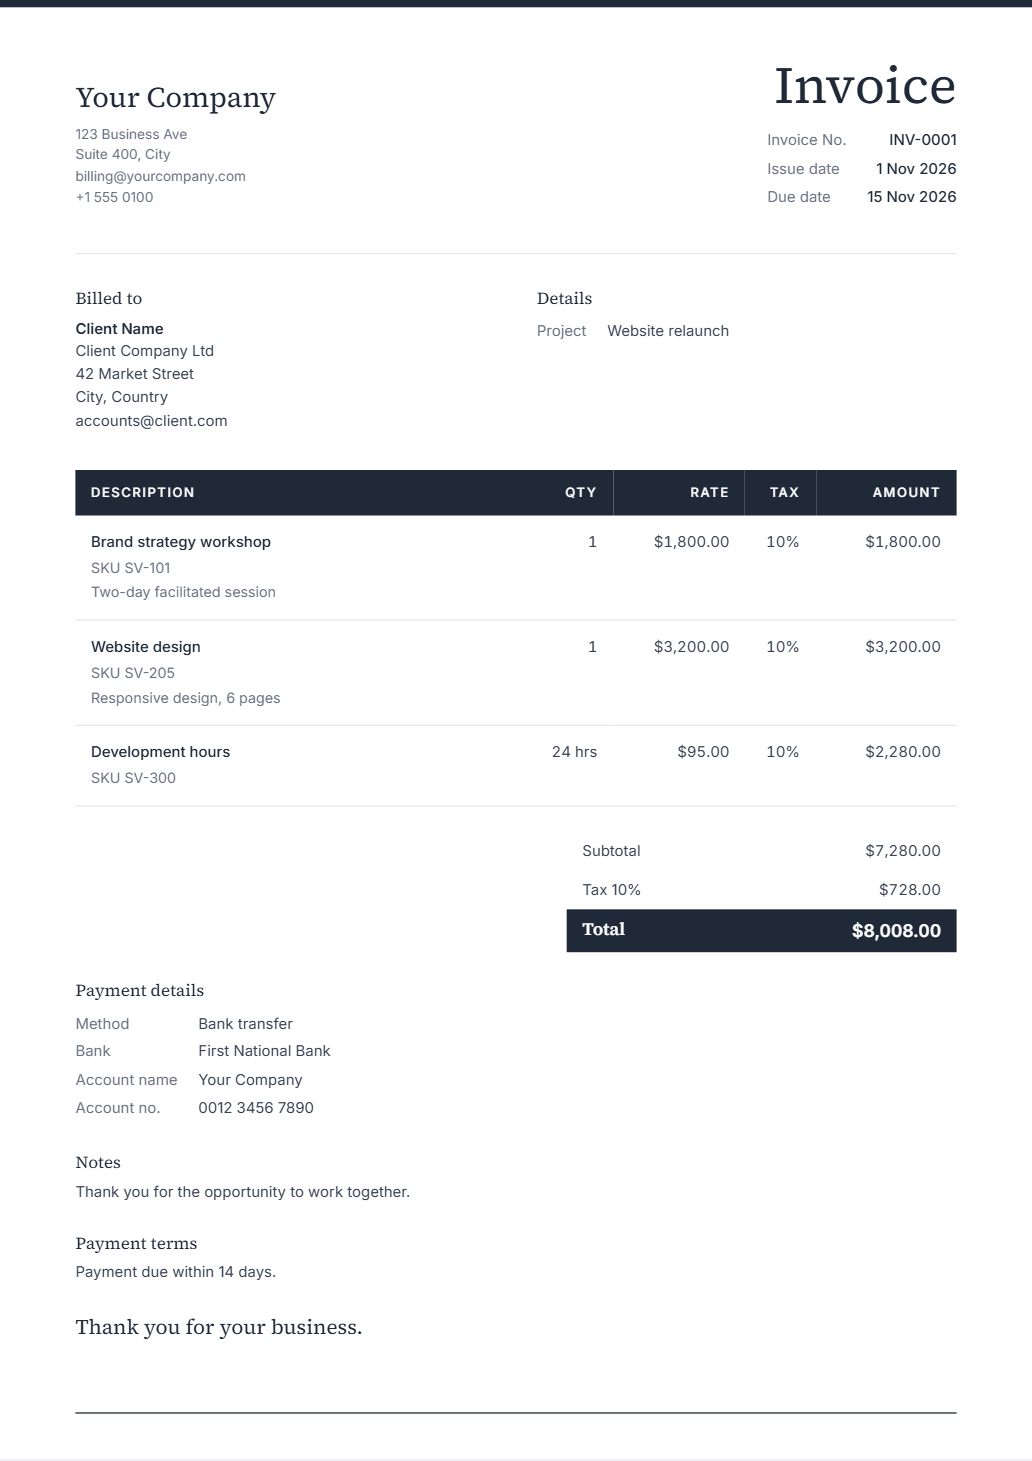 Your Company
123 Business Ave
Suite 400, City
billing@yourcompany.com
+1 555 0100
Invoice
Invoice No. INV-0001
Issue date 1 Nov 2026
Due date 15 Nov 2026
Billed to
Client Name
Client Company Ltd
42 Market Street
City, Country
accounts@client.com
Details
Project Website relaunch
DESCRIPTION QTY RATE TAX AMOUNT
Brand strategy workshop 1 $1,800.00 10% $1,800.00
SKU SV-101
Two-day facilitated session
Website design 1 $3,200.00 10% $3,200.00
SKU SV-205
Responsive design, 6 pages
Development hours 24 hrs $95.00 10% $2,280.00
SKU SV-300
Subtotal $7,280.00
Tax 10% $728.00
Total $8,008.00
Payment details
Method Bank transfer
Bank First National Bank
Account name Your Company
Account no. 0012 3456 7890
Notes
Thank you for the opportunity to work together.
Payment terms
Payment due within 14 days.
Thank you for your business.